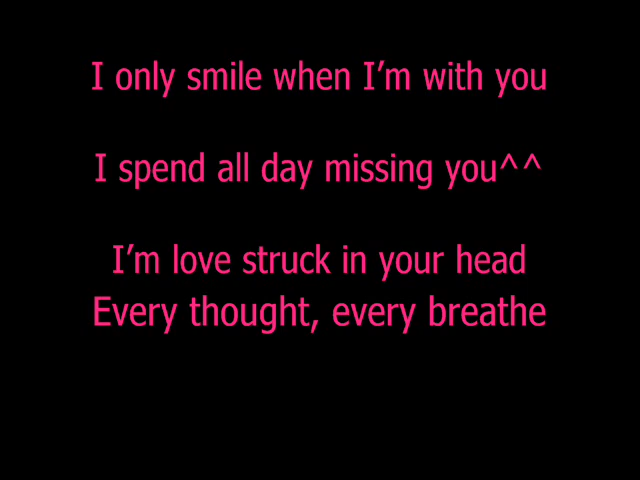 I only smile when I’m with you
I spend all day missing you^^
I’m love struck in your head
Every thought, every breathe